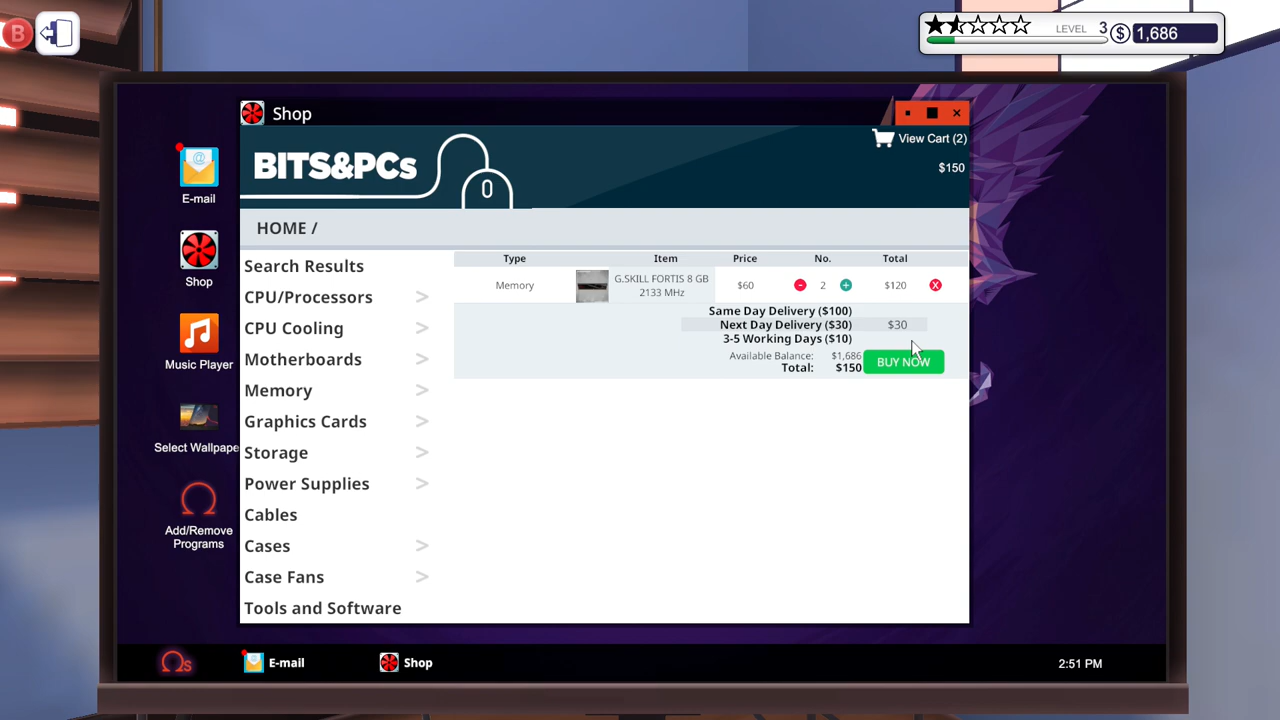 B
LEVEL 3
$ 1,686
Shop
View Cart (2)
$150
BITS&PCs
HOME /
E-mail
Shop
Music Player
Select Wallpape
Add/Remove
Programs
Search Results
CPU/Processors >
CPU Cooling >
Motherboards >
Memory >
Graphics Cards >
Storage >
Power Supplies >
Cables
Cases >
Case Fans >
Tools and Software
Type Item Price No. Total
Memory G.SKILL FORTIS 8 GB 2133 MHz $60 - 2 + $120 X
Same Day Delivery ($100)
Next Day Delivery ($30) $30
3-5 Working Days ($10)
Available Balance: $1,686
Total: $150
BUY NOW
Ωs E-mail Shop 2:51 PM